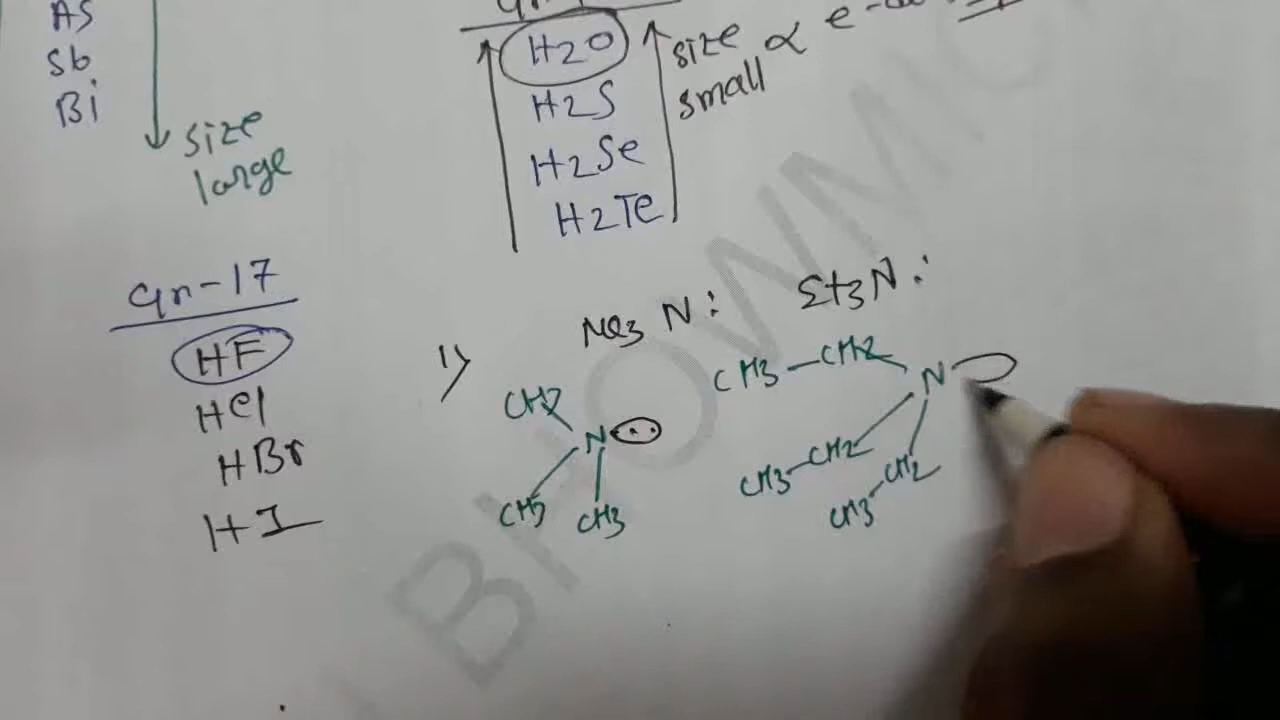 AS
Sb
Bi
size
large
H2O
H2S
H2Se
H2Te
size
small
∝ e-
Gr-17
HF
HCl
HBr
HI
1)
Me3 N:
Et3N:
CH3
N
CH3
CH3
CH3-CH2
N
CH3-CH2
CH2
CH3
BHOWMIC